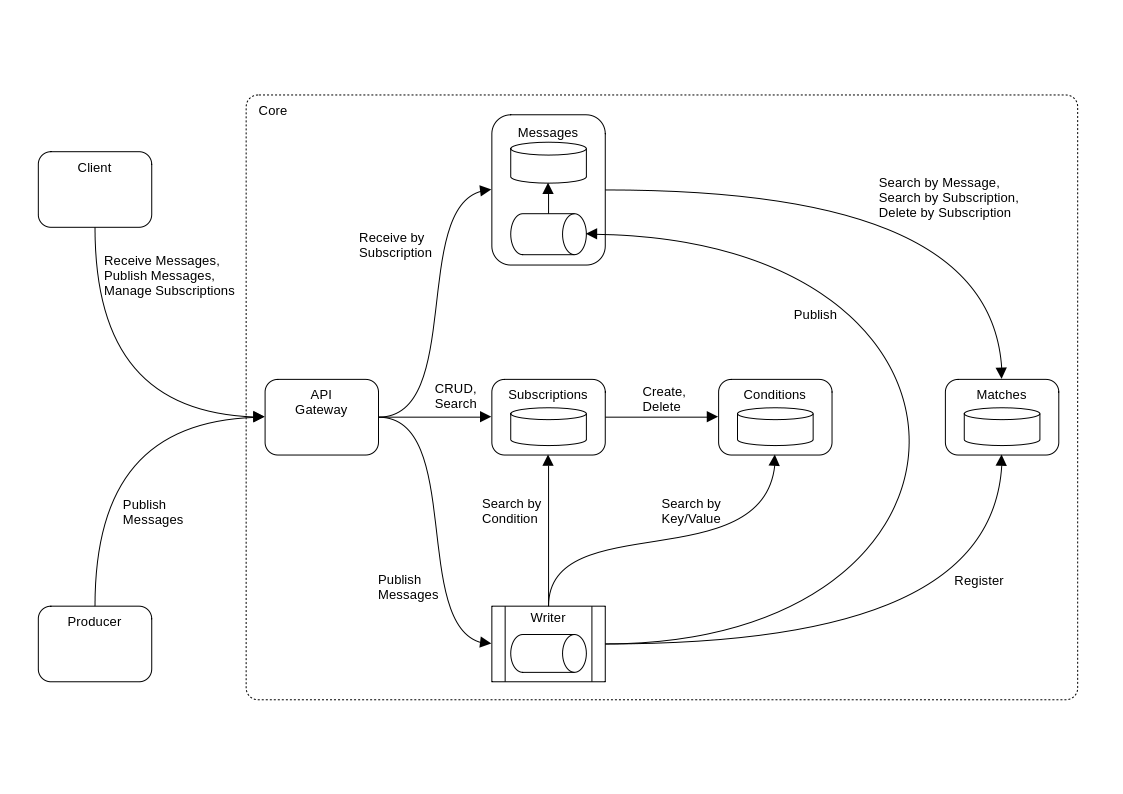 Core
Messages
Client
Search by Message,
Search by Subscription,
Delete by Subscription
Receive by
Subscription
Receive Messages,
Publish Messages,
Manage Subscriptions
Publish
API
Gateway
CRUD,
Search
Subscriptions
Create,
Delete
Conditions
Matches
Publish
Messages
Search by
Condition
Search by
Key/Value
Publish
Messages
Register
Producer
Writer